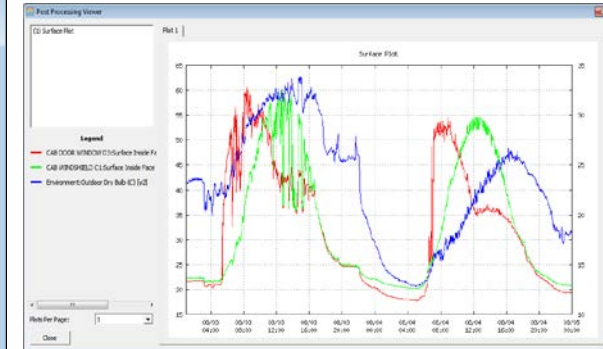 Post Processing Viewer
(1) Surface Plot
Plot 1
Surface Plot
65
60
55
50
45
40
35
30
25
20
15
35
30
25
20
15
10
Legend
CAB DOOR WINDOW C3:Surface Inside Fa
CAB WINDSHIELD C1:Surface Inside Face
Environment:Outdoor Dry Bulb (C) [x2]
08/03 08/03 08/03 08/03 08/03 08/04 08/04 08/04 08/04 08/04 08/04 08/05
04:00 08:00 12:00 16:00 20:00 00:00 04:00 08:00 12:00 16:00 20:00 00:00
Plots Per Page:
1
Close